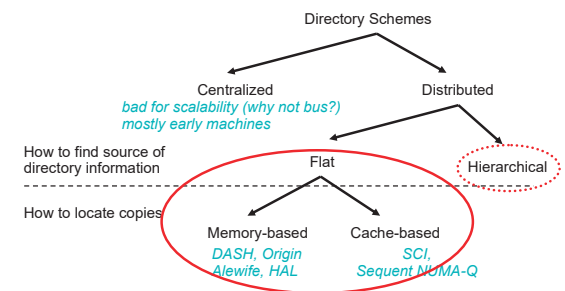 Directory Schemes
Centralized
bad for scalability (why not bus?)
mostly early machines
Distributed
How to find source of
directory information
Flat
Hierarchical
How to locate copies
Memory-based
DASH, Origin
Alewife, HAL
Cache-based
SCI,
Sequent NUMA-Q